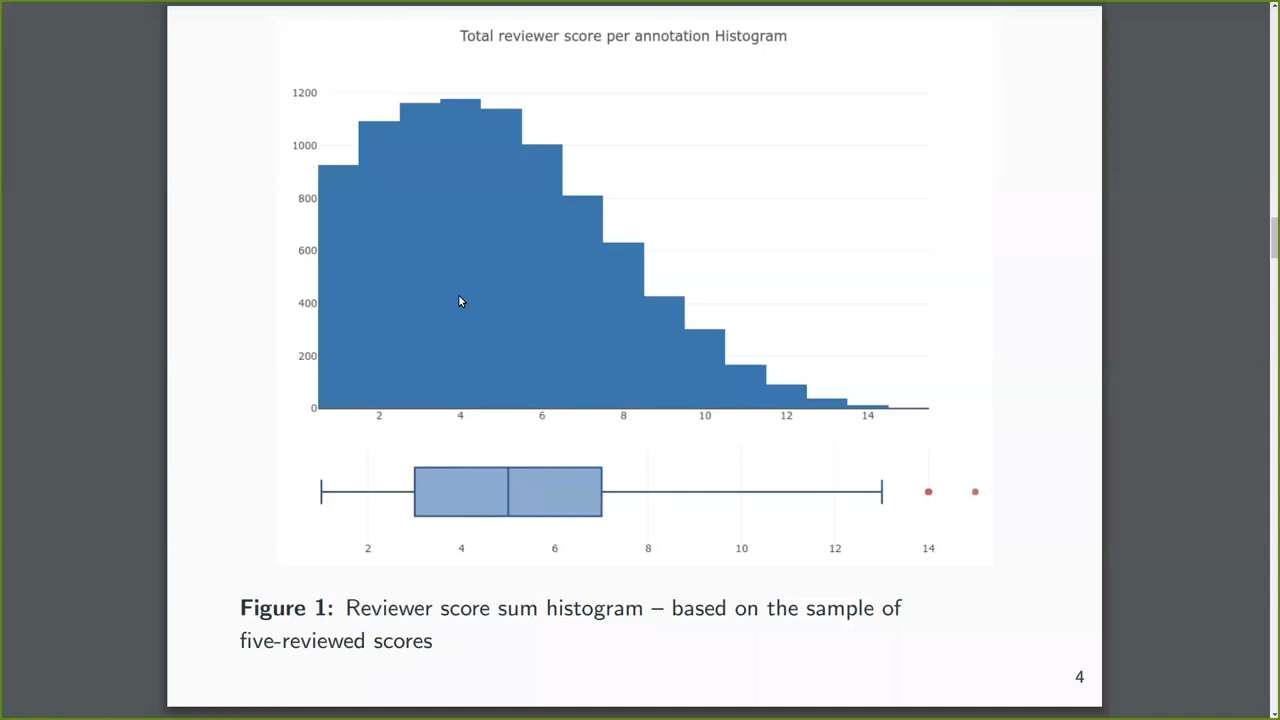 Total reviewer score per annotation Histogram
1200
1000
800
600
400
200
0
2 4 6 8 10 12 14
2 4 6 8 10 12 14
Figure 1: Reviewer score sum histogram – based on the sample of
five-reviewed scores
4